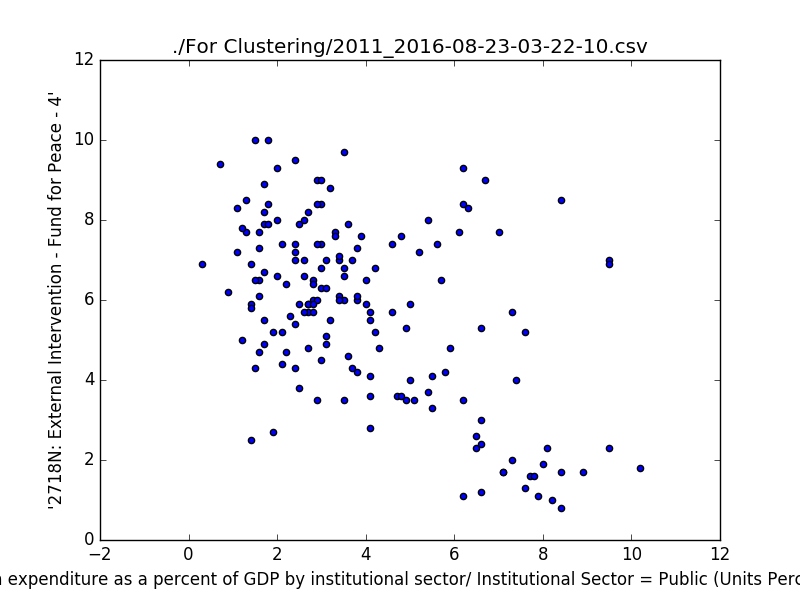 ./For Clustering/2011_2016-08-23-03-22-10.csv
'2718N: External Intervention - Fund for Peace - 4'
12
10
8
6
4
2
0
−2 0 2 4 6 8 10 12
expenditure as a percent of GDP by institutional sector/ Institutional Sector = Public (Units